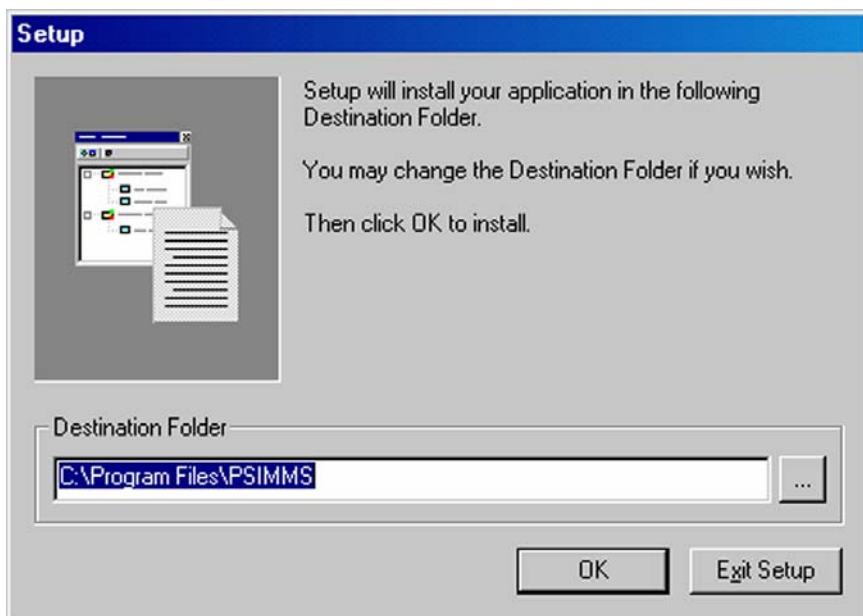 Setup
Setup will install your application in the following
Destination Folder.
You may change the Destination Folder if you wish.
Then click OK to install.
Destination Folder
C:\Program Files\PSIMMS
...
OK
Exit Setup